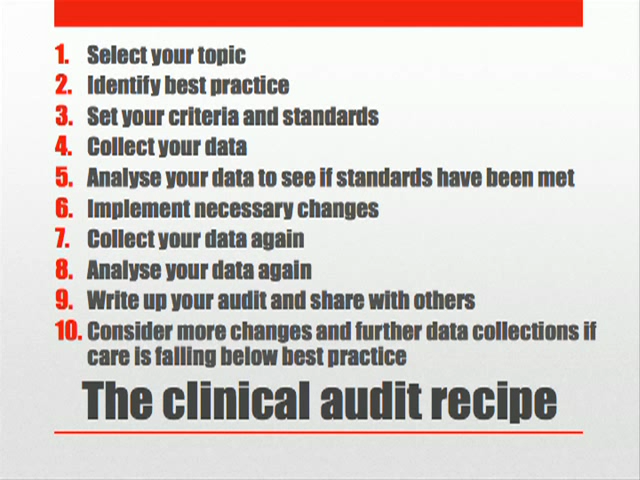 1. Select your topic
2. Identify best practice
3. Set your criteria and standards
4. Collect your data
5. Analyse your data to see if standards have been met
6. Implement necessary changes
7. Collect your data again
8. Analyse your data again
9. Write up your audit and share with others
10. Consider more changes and further data collections if
care is falling below best practice
The clinical audit recipe